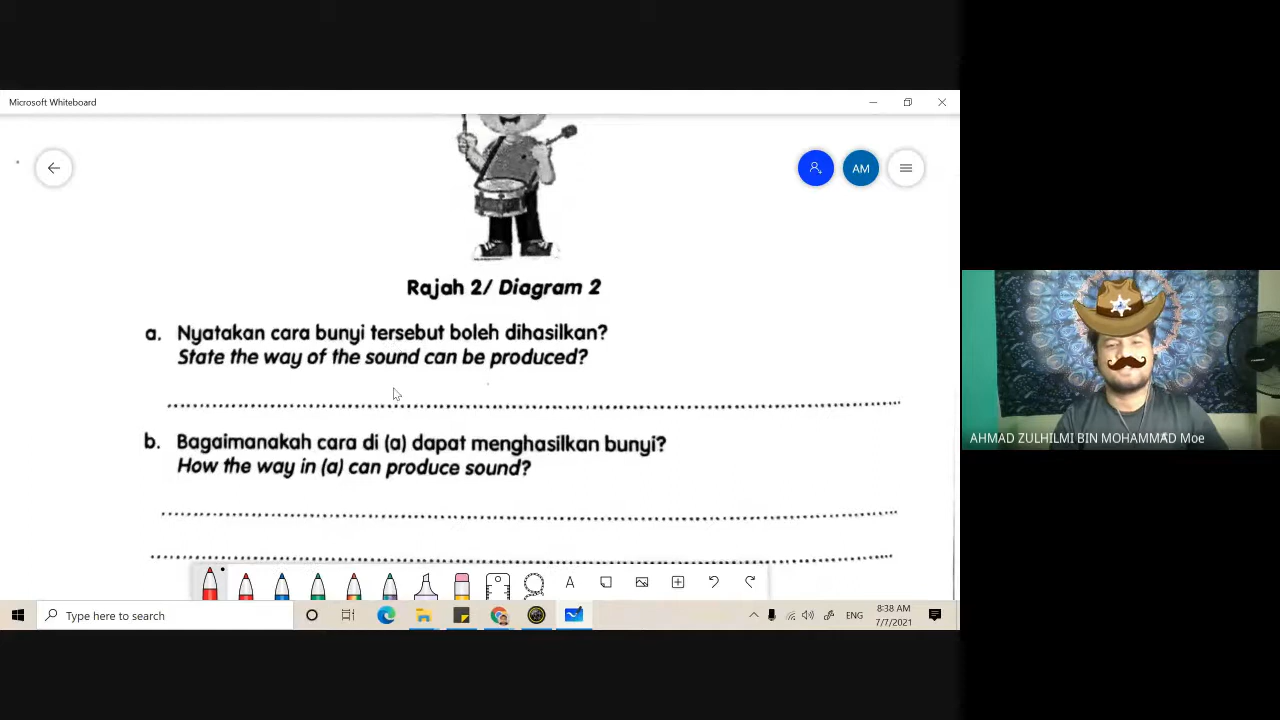 Microsoft Whiteboard
AM
Rajah 2/ Diagram 2
a. Nyatakan cara bunyi tersebut boleh dihasilkan?
State the way of the sound can be produced?
b. Bagaimanakah cara di (a) dapat menghasilkan bunyi?
How the way in (a) can produce sound?
AHMAD ZULHILMI BIN MOHAMMAD Moe
A
Type here to search
ENG
8:38 AM
7/7/2021